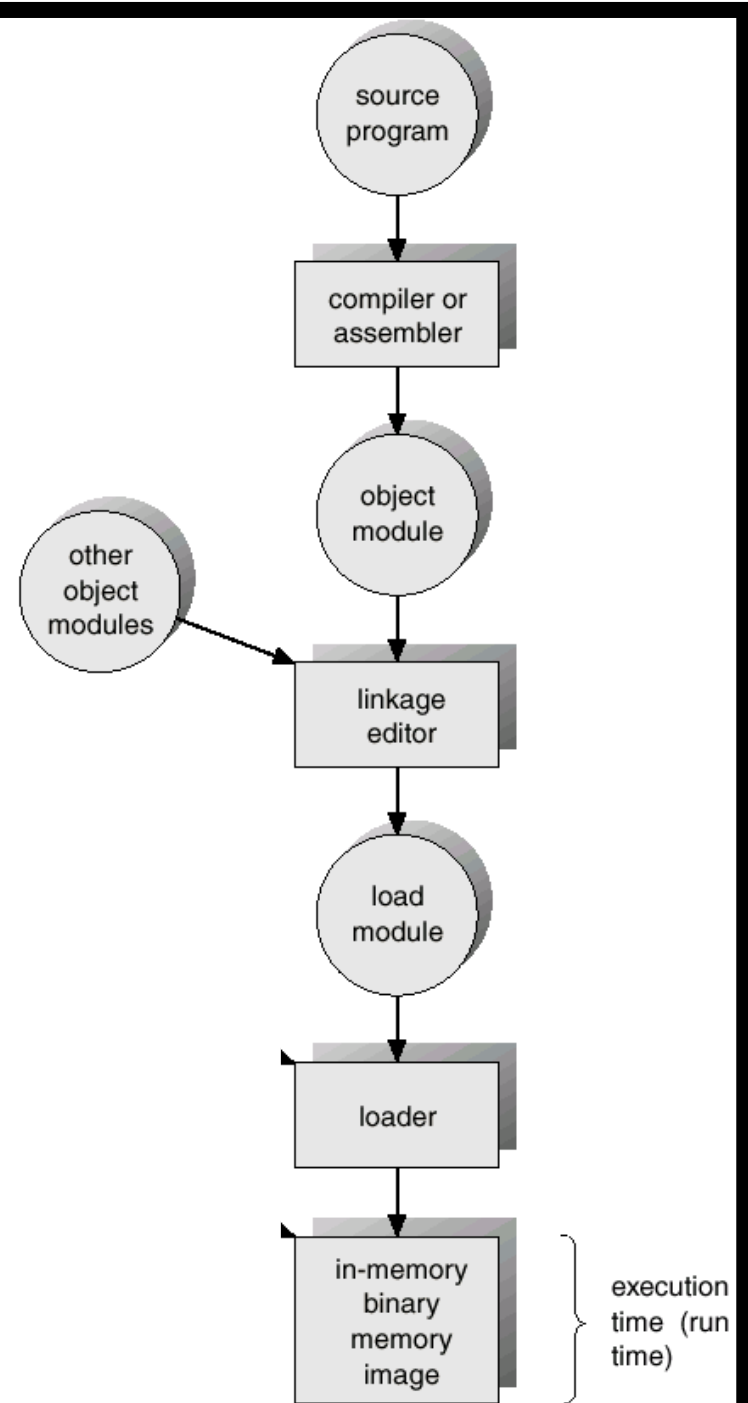 source
program
compiler or
assembler
object
module
other
object
modules
linkage
editor
load
module
loader
in-memory
binary
memory
image
execution
time (run
time)